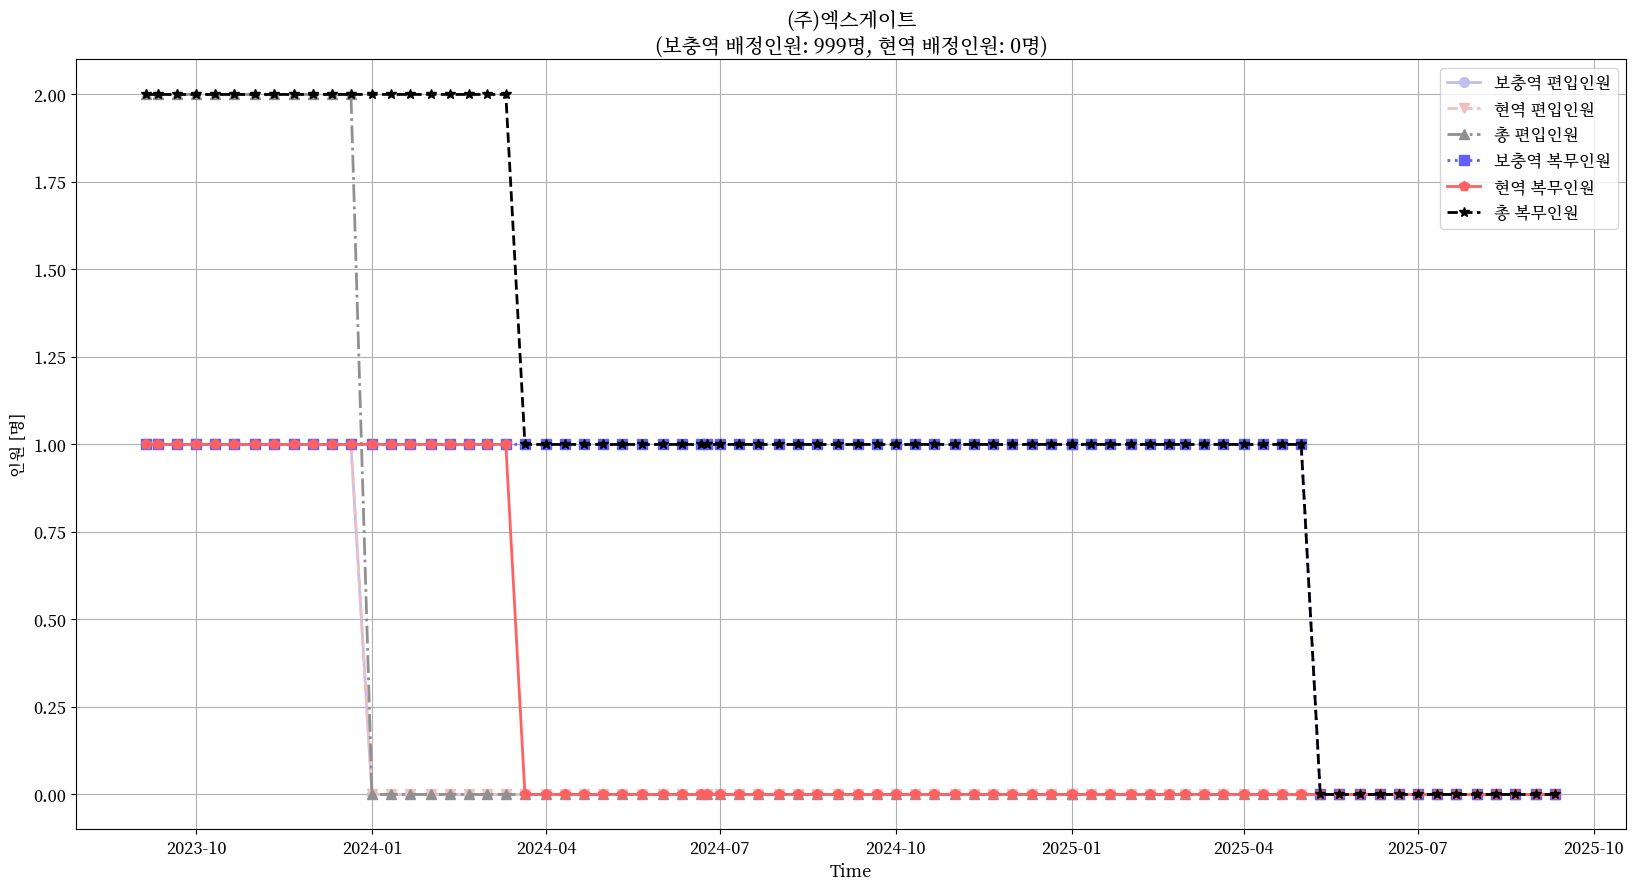 (주)엑스게이트
(보충역 배정인원: 999명, 현역 배정인원: 0명)
보충역 편입인원
현역 편입인원
총 편입인원
보충역 복무인원
현역 복무인원
총 복무인원
인원 [명]
2.00
1.75
1.50
1.25
1.00
0.75
0.50
0.25
0.00
2023-10 2024-01 2024-04 2024-07 2024-10 2025-01 2025-04 2025-07 2025-10
Time